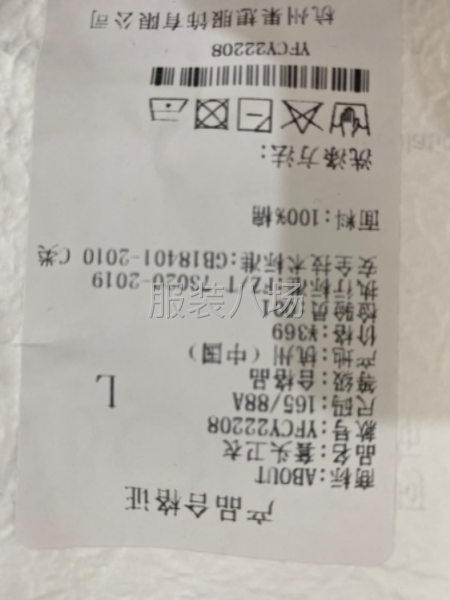 产品合格证
商标:ABOUT
品名:套头卫衣
款号:YFCY22208
尺码:165/88A
L
等级:合格品
产地:杭州(中国)
价格:¥369
检验员:
执行标准:FZ/T 73020-2019
安全技术标准:GB18401-2010 C类
面料:100%棉
洗涤方法:
YFCY22208
杭州果想服饰有限公司
服装八场